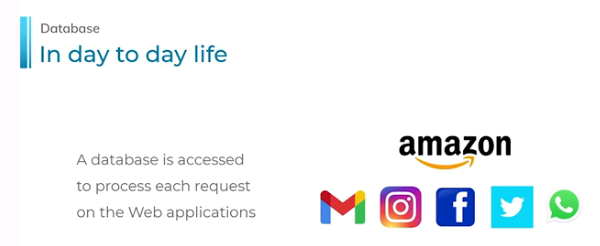 Database
In day to day life
amazon
A database is accessed
to process each request
on the Web applications